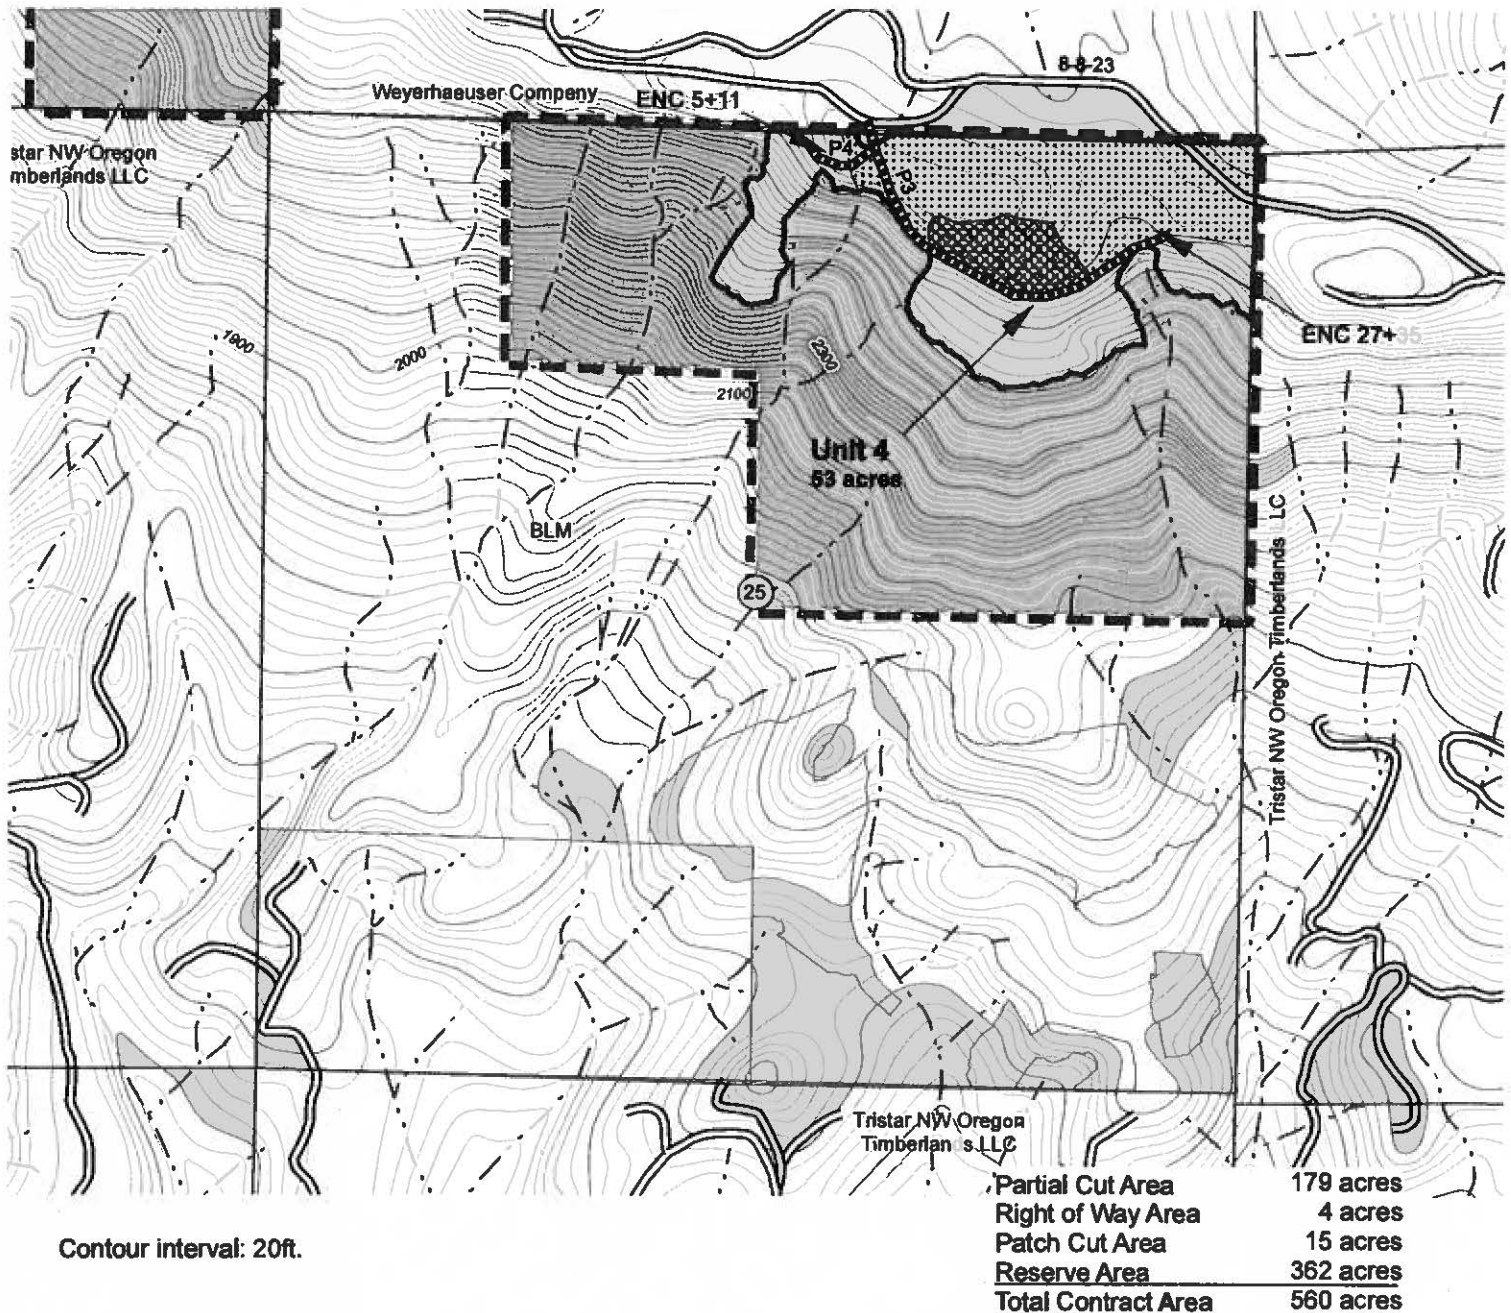 8-8-23
Weyerhaeuser Company
ENC 5+11
star NW Oregon
mberlands LLC
P4
P3
1900
2000
2300
2100
ENC 27+35
Unit 4
53 acres
BLM
25
Tristar NW Oregon Timberlands LC
Tristar NW Oregon
Timberlan s LLC
Partial Cut Area 179 acres
Right of Way Area 4 acres
Patch Cut Area 15 acres
Reserve Area 362 acres
Total Contract Area 560 acres
Contour interval: 20ft.